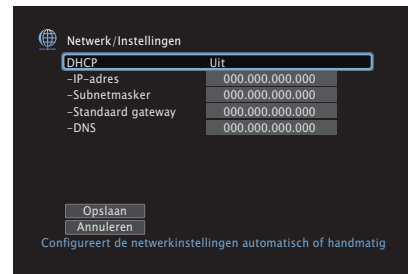 Netwerk/Instellingen
DHCP Uit
–IP-adres 000.000.000.000
–Subnetmasker 000.000.000.000
–Standaard gateway 000.000.000.000
–DNS 000.000.000.000
Opslaan
Annuleren
Configureert de netwerkinstellingen automatisch of handmatig